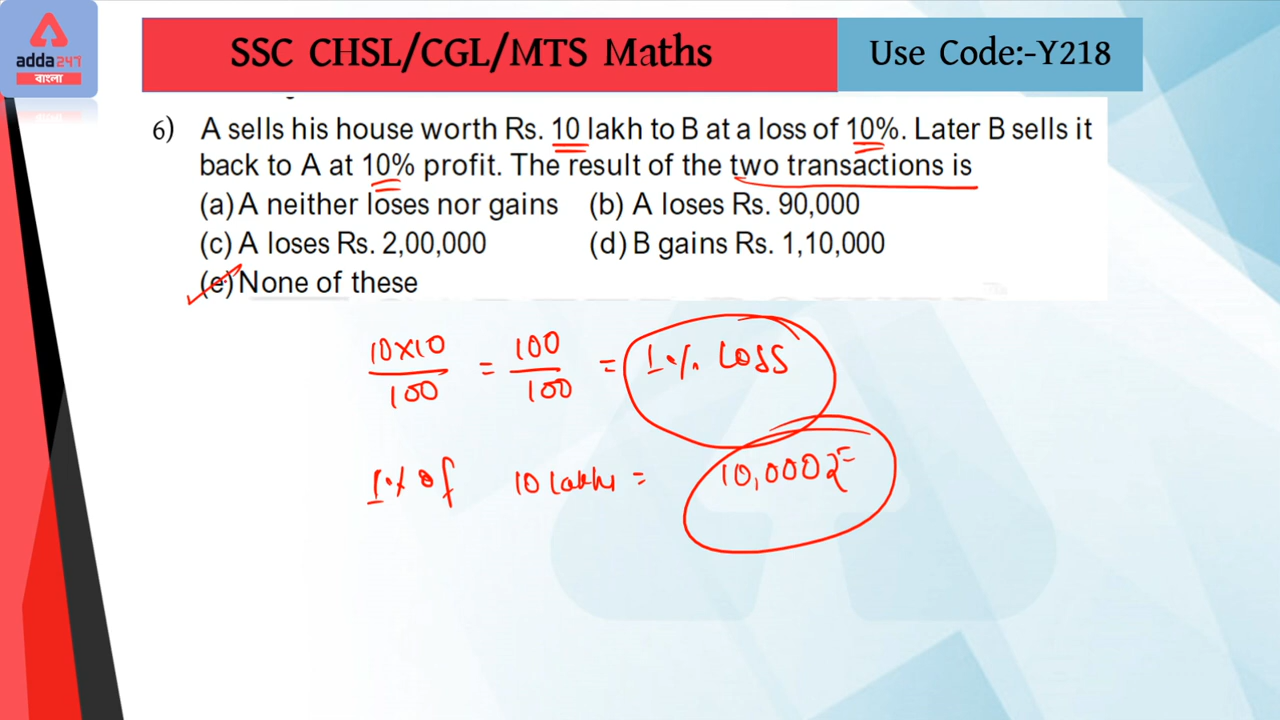 adda247
বাংলা
SSC CHSL/CGL/MTS Maths
Use Code:-Y218
6) A sells his house worth Rs. 10 lakh to B at a loss of 10%. Later B sells it
back to A at 10% profit. The result of the two transactions is
(a) A neither loses nor gains (b) A loses Rs. 90,000
(c) A loses Rs. 2,00,000 (d) B gains Rs. 1,10,000
(e) None of these
10×10/100 = 100/100 = 1% Loss
1% of 10 lakhs = 10,000